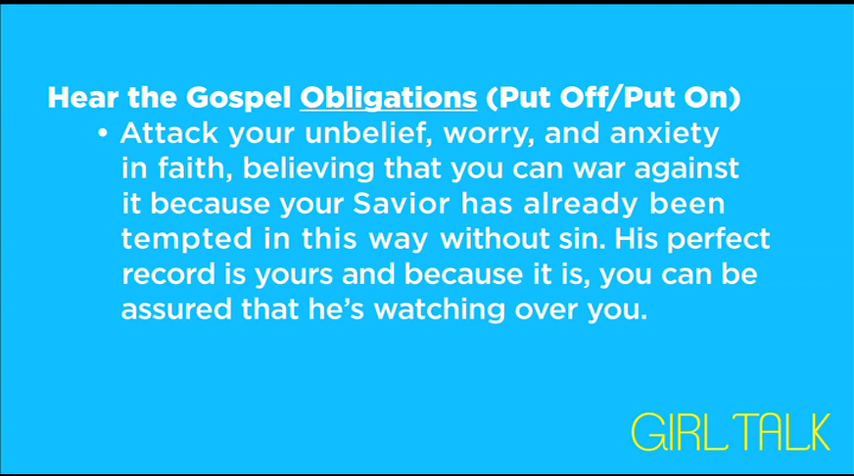 Hear the Gospel Obligations (Put Off/Put On)
• Attack your unbelief, worry, and anxiety
in faith, believing that you can war against
it because your Savior has already been
tempted in this way without sin. His perfect
record is yours and because it is, you can be
assured that he's watching over you.
GIRL TALK